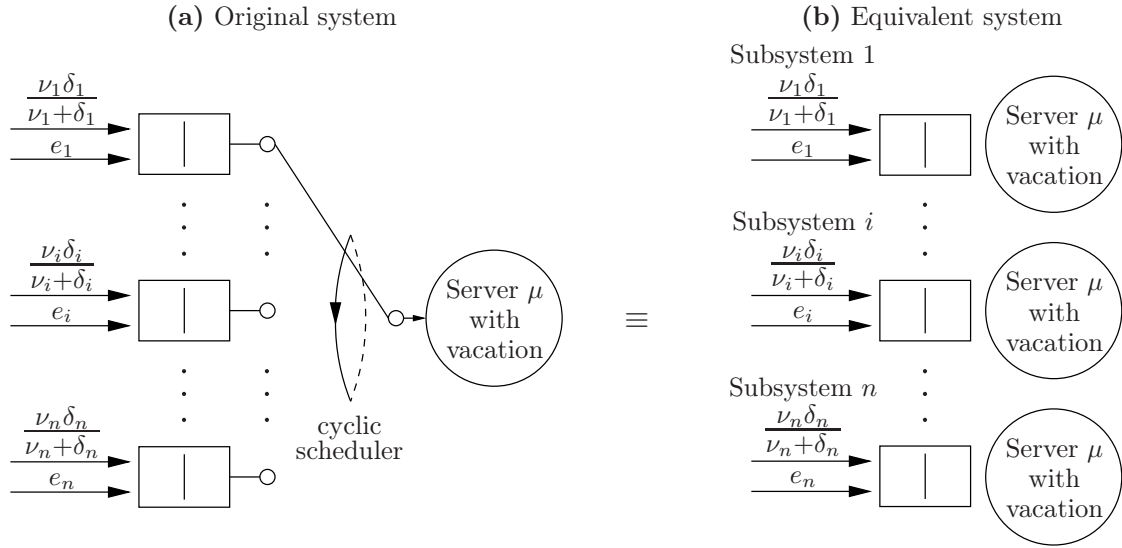 (a) Original system
ν₁δ₁
ν₁+δ₁
e₁
νᵢδᵢ
νᵢ+δᵢ
eᵢ
νₙδₙ
νₙ+δₙ
eₙ
cyclic
scheduler
Server μ
with
vacation
≡
(b) Equivalent system
Subsystem 1
ν₁δ₁
ν₁+δ₁
e₁
Server μ
with
vacation
Subsystem i
νᵢδᵢ
νᵢ+δᵢ
eᵢ
Server μ
with
vacation
Subsystem n
νₙδₙ
νₙ+δₙ
eₙ
Server μ
with
vacation